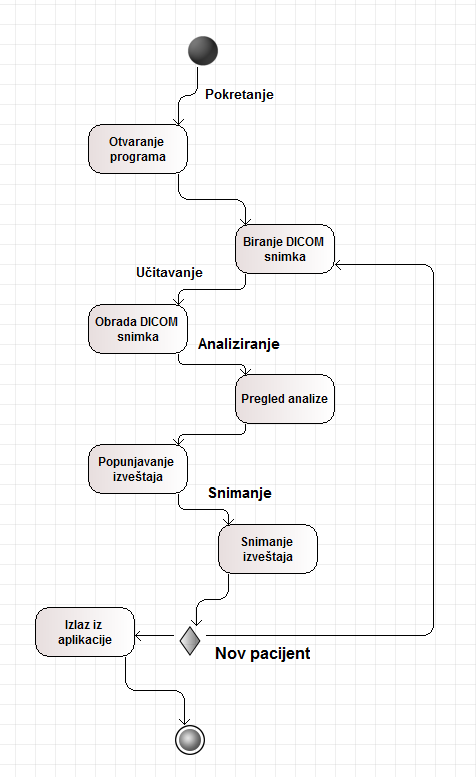 Pokretanje
Otvaranje
programa
Biranje DICOM
snimka
Učitavanje
Obrada DICOM
snimka
Analiziranje
Pregled analize
Popunjavanje
izveštaja
Snimanje
Snimanje
izveštaja
Izlaz iz
aplikacije
Nov pacijent